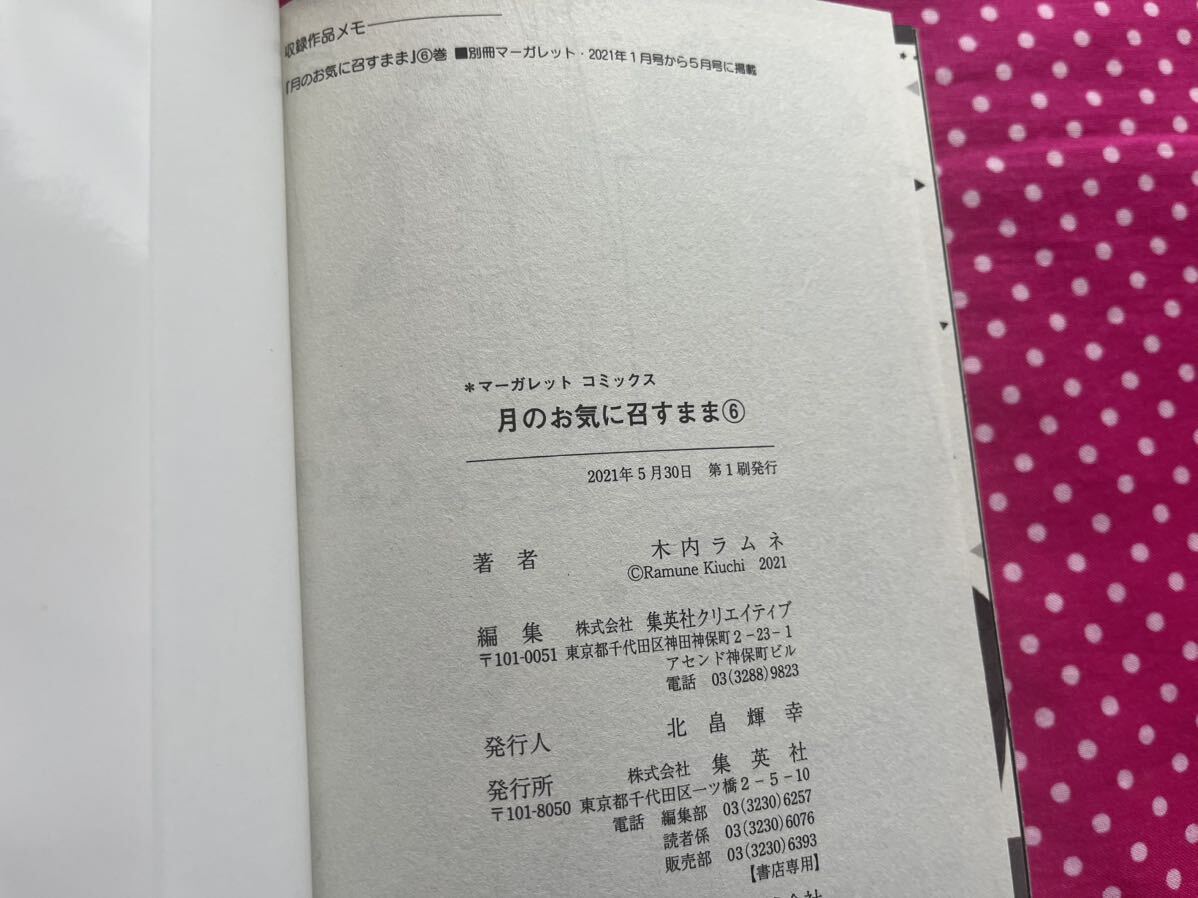 収録作品メモ
『月のお気に召すまま』⑥巻 ■別冊マーガレット・2021年1月号から5月号に掲載
＊マーガレット コミックス
月のお気に召すまま⑥
2021年5月30日 第1刷発行
著者 木内ラムネ
©Ramune Kiuchi 2021
編集 株式会社 集英社クリエイティブ
〒101-0051 東京都千代田区神田神保町2-23-1
アセンド神保町ビル
電話 03(3288)9823
発行人 北畠輝幸
発行所 株式会社 集英社
〒101-8050 東京都千代田区一ツ橋2-5-10
電話 編集部 03(3230)6257
読者係 03(3230)6076
販売部 03(3230)6393
【書店専用】